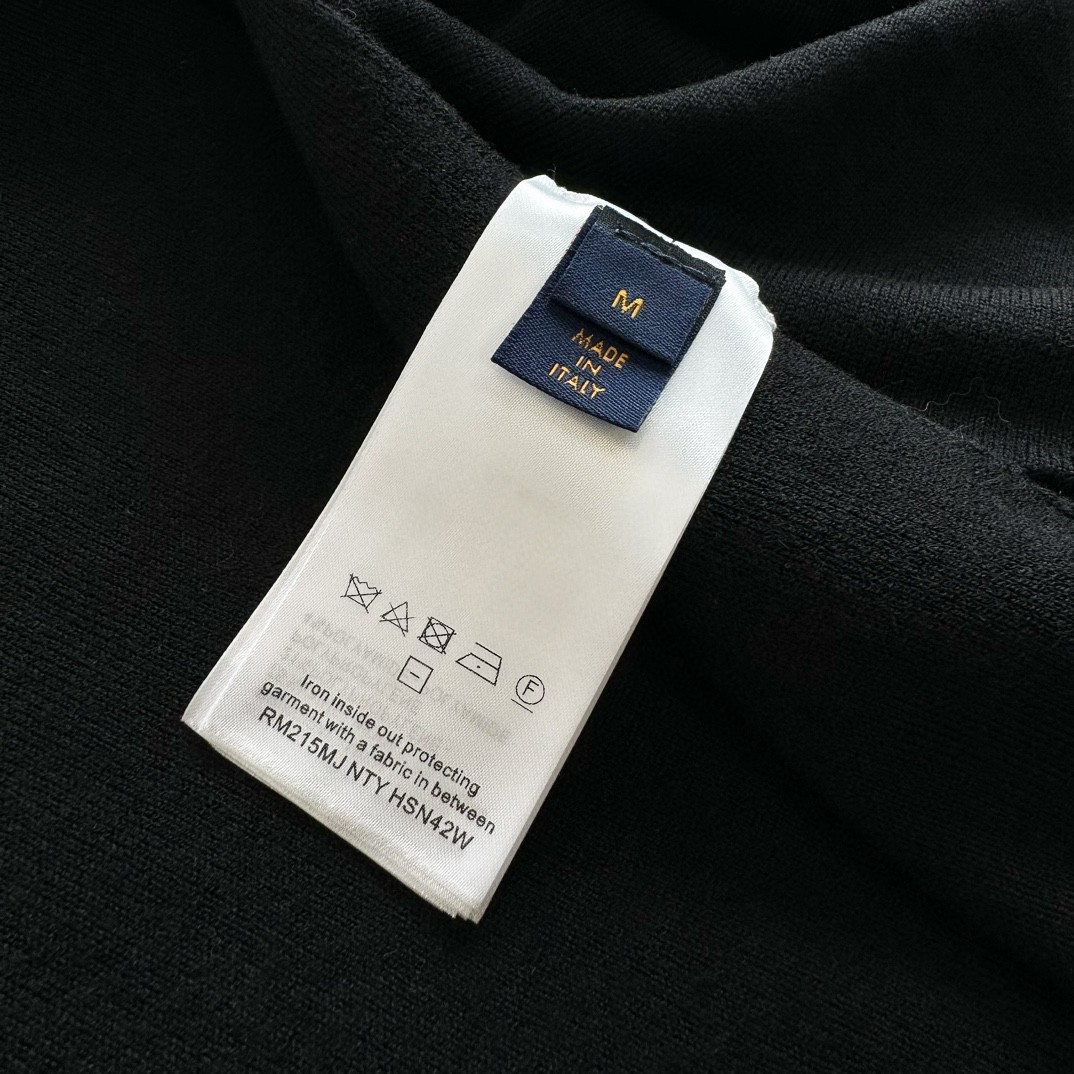 M
MADE
IN
ITALY
F
Iron inside out protecting
garment with a fabric in between
RM215MJ NTY HSN42W